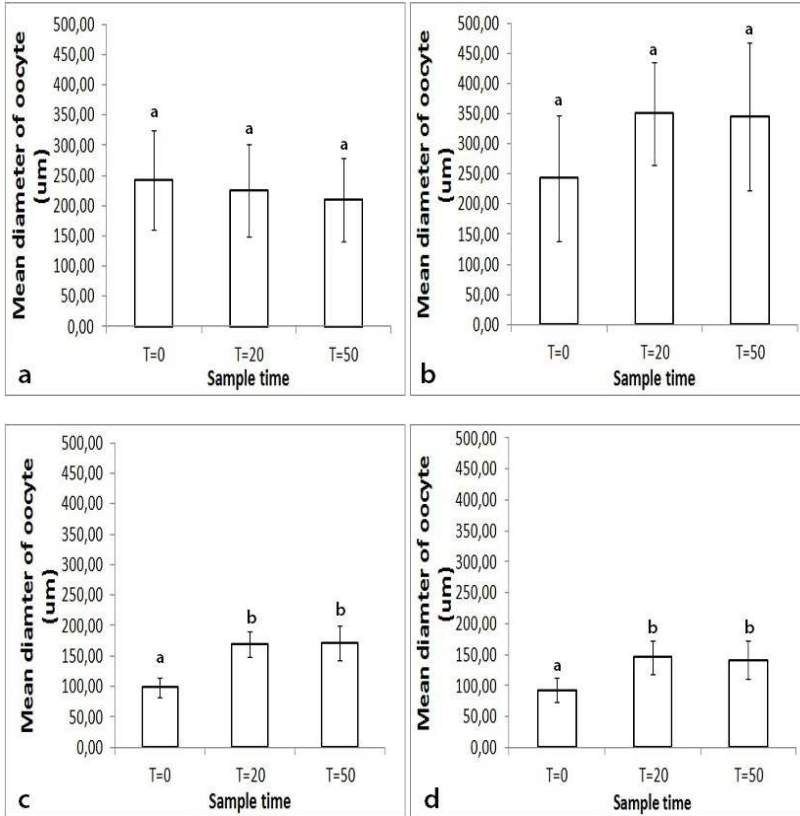 Mean diameter of oocyte
(um)
500,00
450,00
400,00
350,00
300,00
250,00
200,00
150,00
100,00
50,00
0,00
a
a
a
T=0
T=20
T=50
Sample time
a
Mean diameter of oocyte
(um)
500,00
450,00
400,00
350,00
300,00
250,00
200,00
150,00
100,00
50,00
0,00
a
a
a
T=0
T=20
T=50
Sample time
b
Mean diamter of oocyte
(um)
500,00
450,00
400,00
350,00
300,00
250,00
200,00
150,00
100,00
50,00
0,00
a
b
b
T=0
T=20
T=50
Sample time
c
Mean diameter of oocyte
(um)
500,00
450,00
400,00
350,00
300,00
250,00
200,00
150,00
100,00
50,00
0,00
a
b
b
T=0
T=20
T=50
Sample time
d